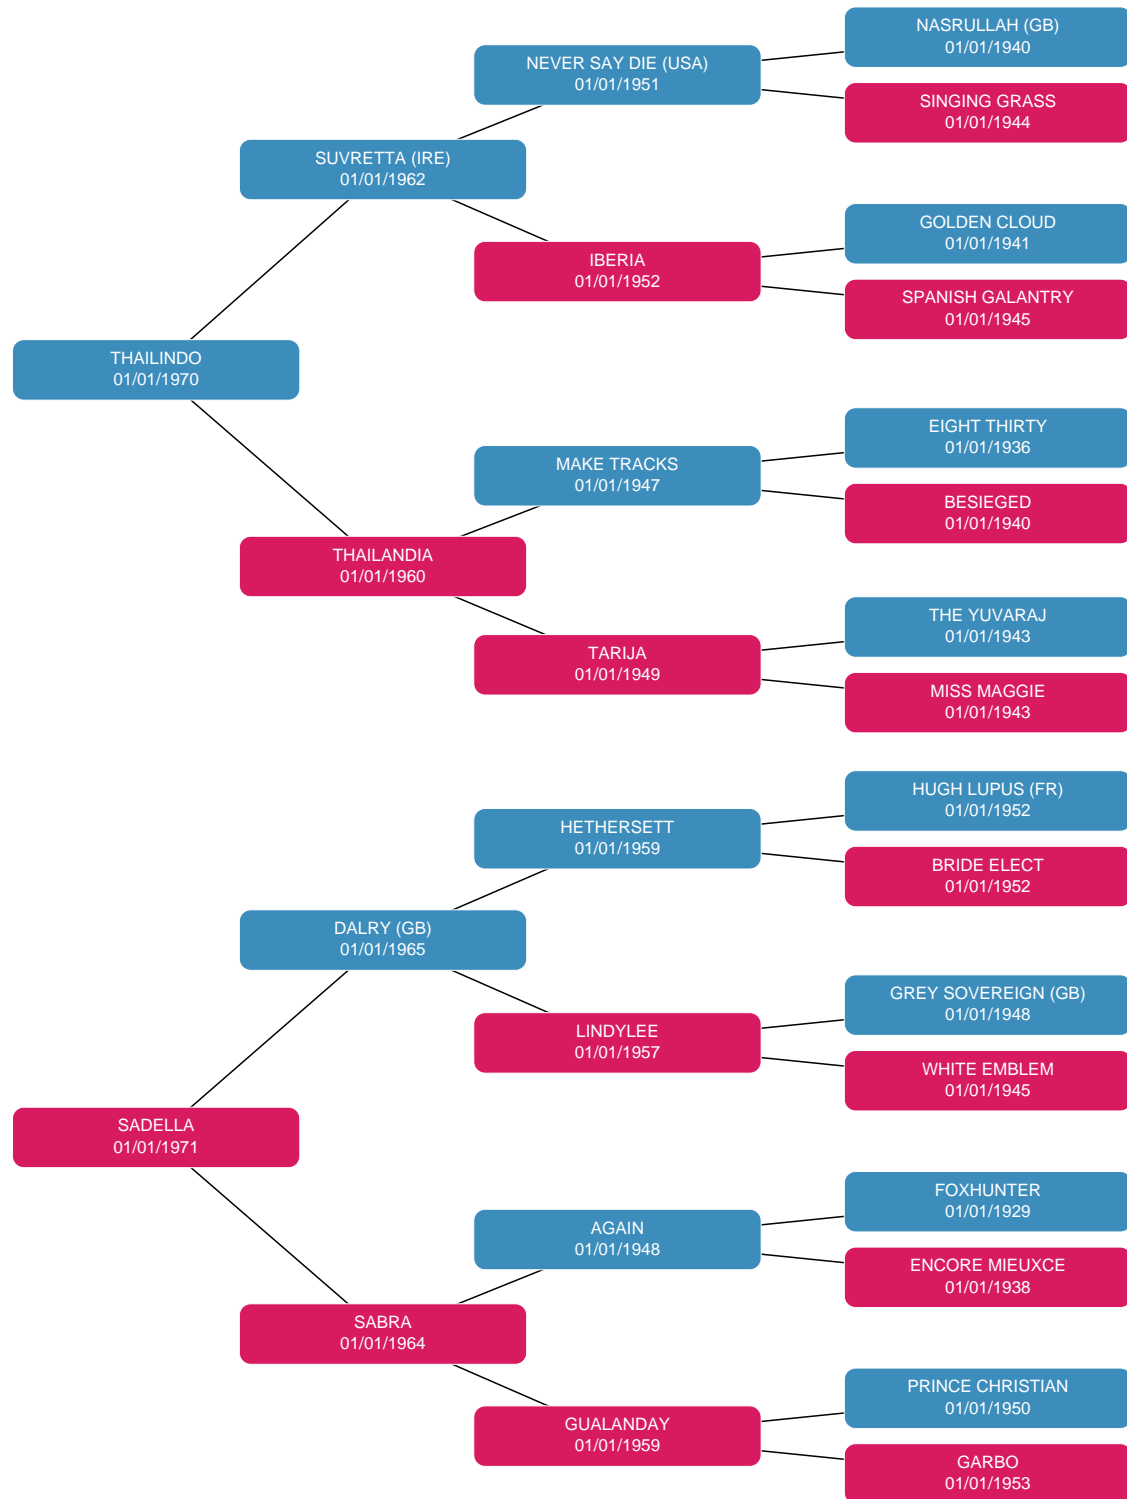 NASRULLAH (GB)
01/01/1940
NEVER SAY DIE (USA)
01/01/1951
SINGING GRASS
01/01/1944
SUVRETTA (IRE)
01/01/1962
GOLDEN CLOUD
01/01/1941
IBERIA
01/01/1952
SPANISH GALANTRY
01/01/1945
THAILINDO
01/01/1970
EIGHT THIRTY
01/01/1936
MAKE TRACKS
01/01/1947
BESIEGED
01/01/1940
THAILANDIA
01/01/1960
THE YUVARAJ
01/01/1943
TARIJA
01/01/1949
MISS MAGGIE
01/01/1943
HUGH LUPUS (FR)
01/01/1952
HETHERSETT
01/01/1959
BRIDE ELECT
01/01/1952
DALRY (GB)
01/01/1965
GREY SOVEREIGN (GB)
01/01/1948
LINDYLEE
01/01/1957
WHITE EMBLEM
01/01/1945
SADELLA
01/01/1971
FOXHUNTER
01/01/1929
AGAIN
01/01/1948
ENCORE MIEUXCE
01/01/1938
SABRA
01/01/1964
PRINCE CHRISTIAN
01/01/1950
GUALANDAY
01/01/1959
GARBO
01/01/1953